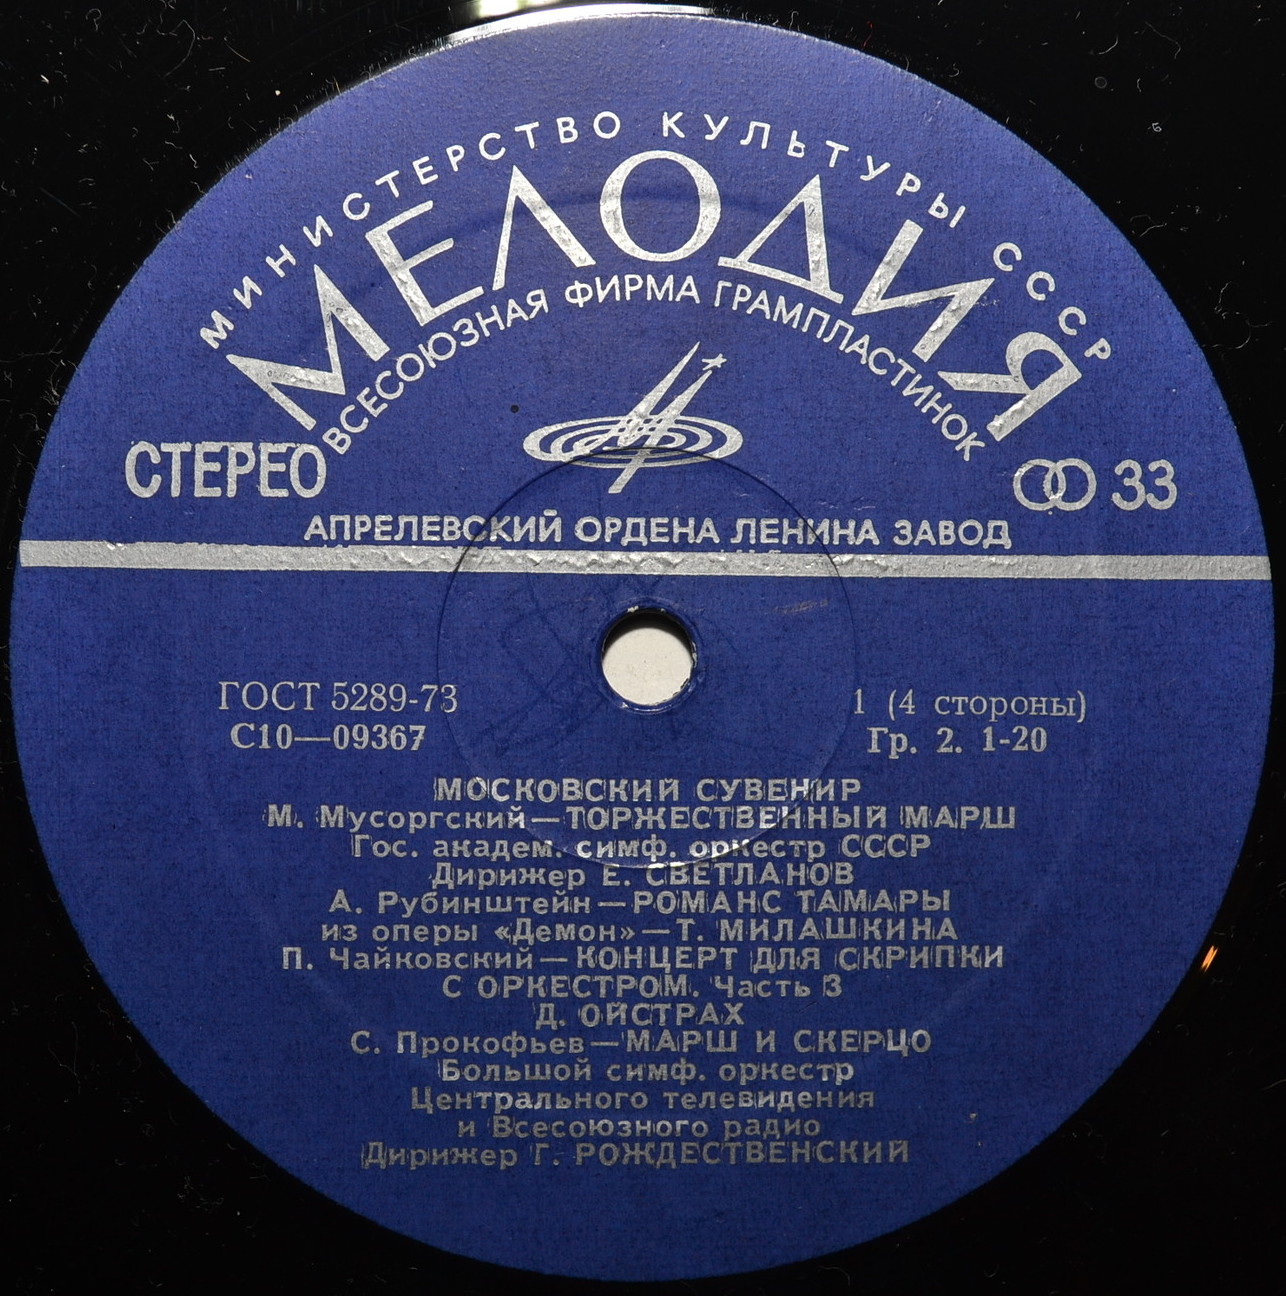 МИНИСТЕРСТВО КУЛЬТУРЫ СССР
МЕЛОДИЯ
ВСЕСОЮЗНАЯ ФИРМА ГРАМПЛАСТИНОК
СТЕРЕО
33
АПРЕЛЕВСКИЙ ОРДЕНА ЛЕНИНА ЗАВОД
ГОСТ 5289-73
1 (4 стороны)
С10—09367
Гр. 2. 1-20
МОСКОВСКИЙ СУВЕНИР
М. Мусоргский—ТОРЖЕСТВЕННЫЙ МАРШ
Гос. академ. симф. оркестр СССР
Дирижер Е. СВЕТЛАНОВ
А. Рубинштейн—РОМАНС ТАМАРЫ
из оперы «Демон»—Т. МИЛАШКИНА
П. Чайковский—КОНЦЕРТ ДЛЯ СКРИПКИ
С ОРКЕСТРОМ. Часть 3
Д. ОЙСТРАХ
С. Прокофьев—МАРШ И СКЕРЦО
Большой симф. оркестр
Центрального телевидения
и Всесоюзного радио
Дирижер Г. РОЖДЕСТВЕНСКИЙ